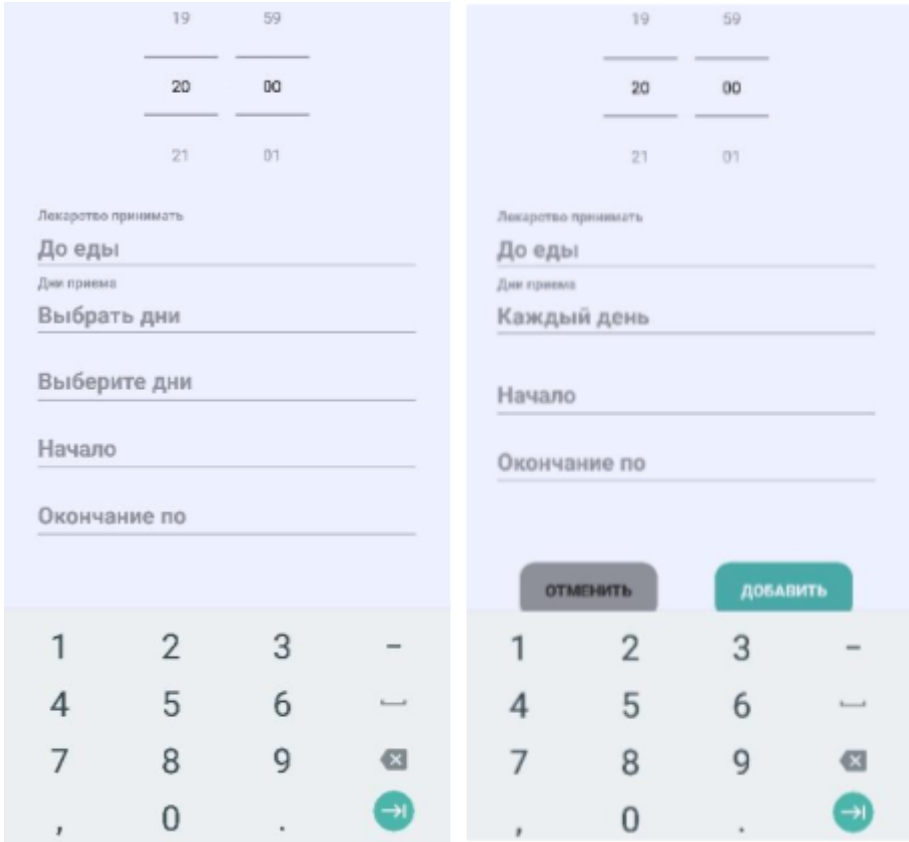 19 59
20 00
21 01
Лекарство принимать
До еды
Дни приема
Выбрать дни
Выберите дни
Начало
Окончание по
1 2 3 -
4 5 6
7 8 9
, 0 .
19 59
20 00
21 01
Лекарство принимать
До еды
Дни приема
Каждый день
Начало
Окончание по
ОТМЕНИТЬ ДОБАВИТЬ
1 2 3 -
4 5 6
7 8 9
, 0 .